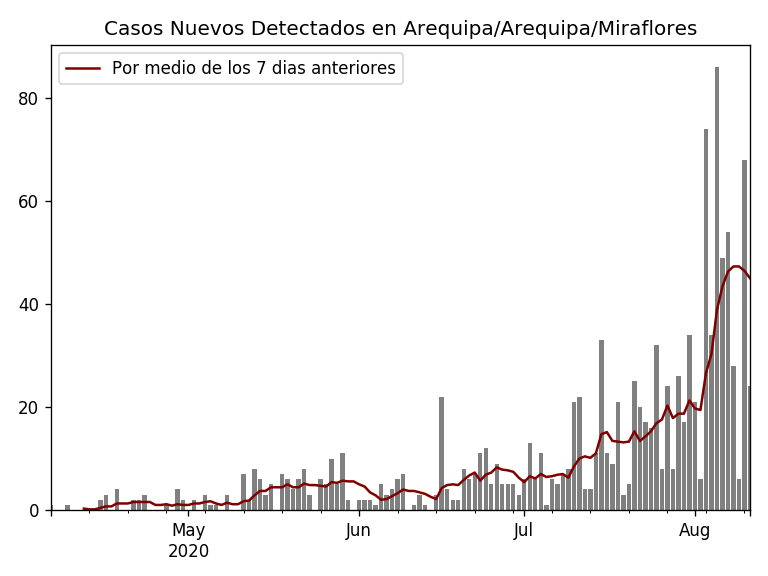 Casos Nuevos Detectados en Arequipa/Arequipa/Miraflores
Por medio de los 7 dias anteriores
80
60
40
20
0
May
2020
Jun
Jul
Aug